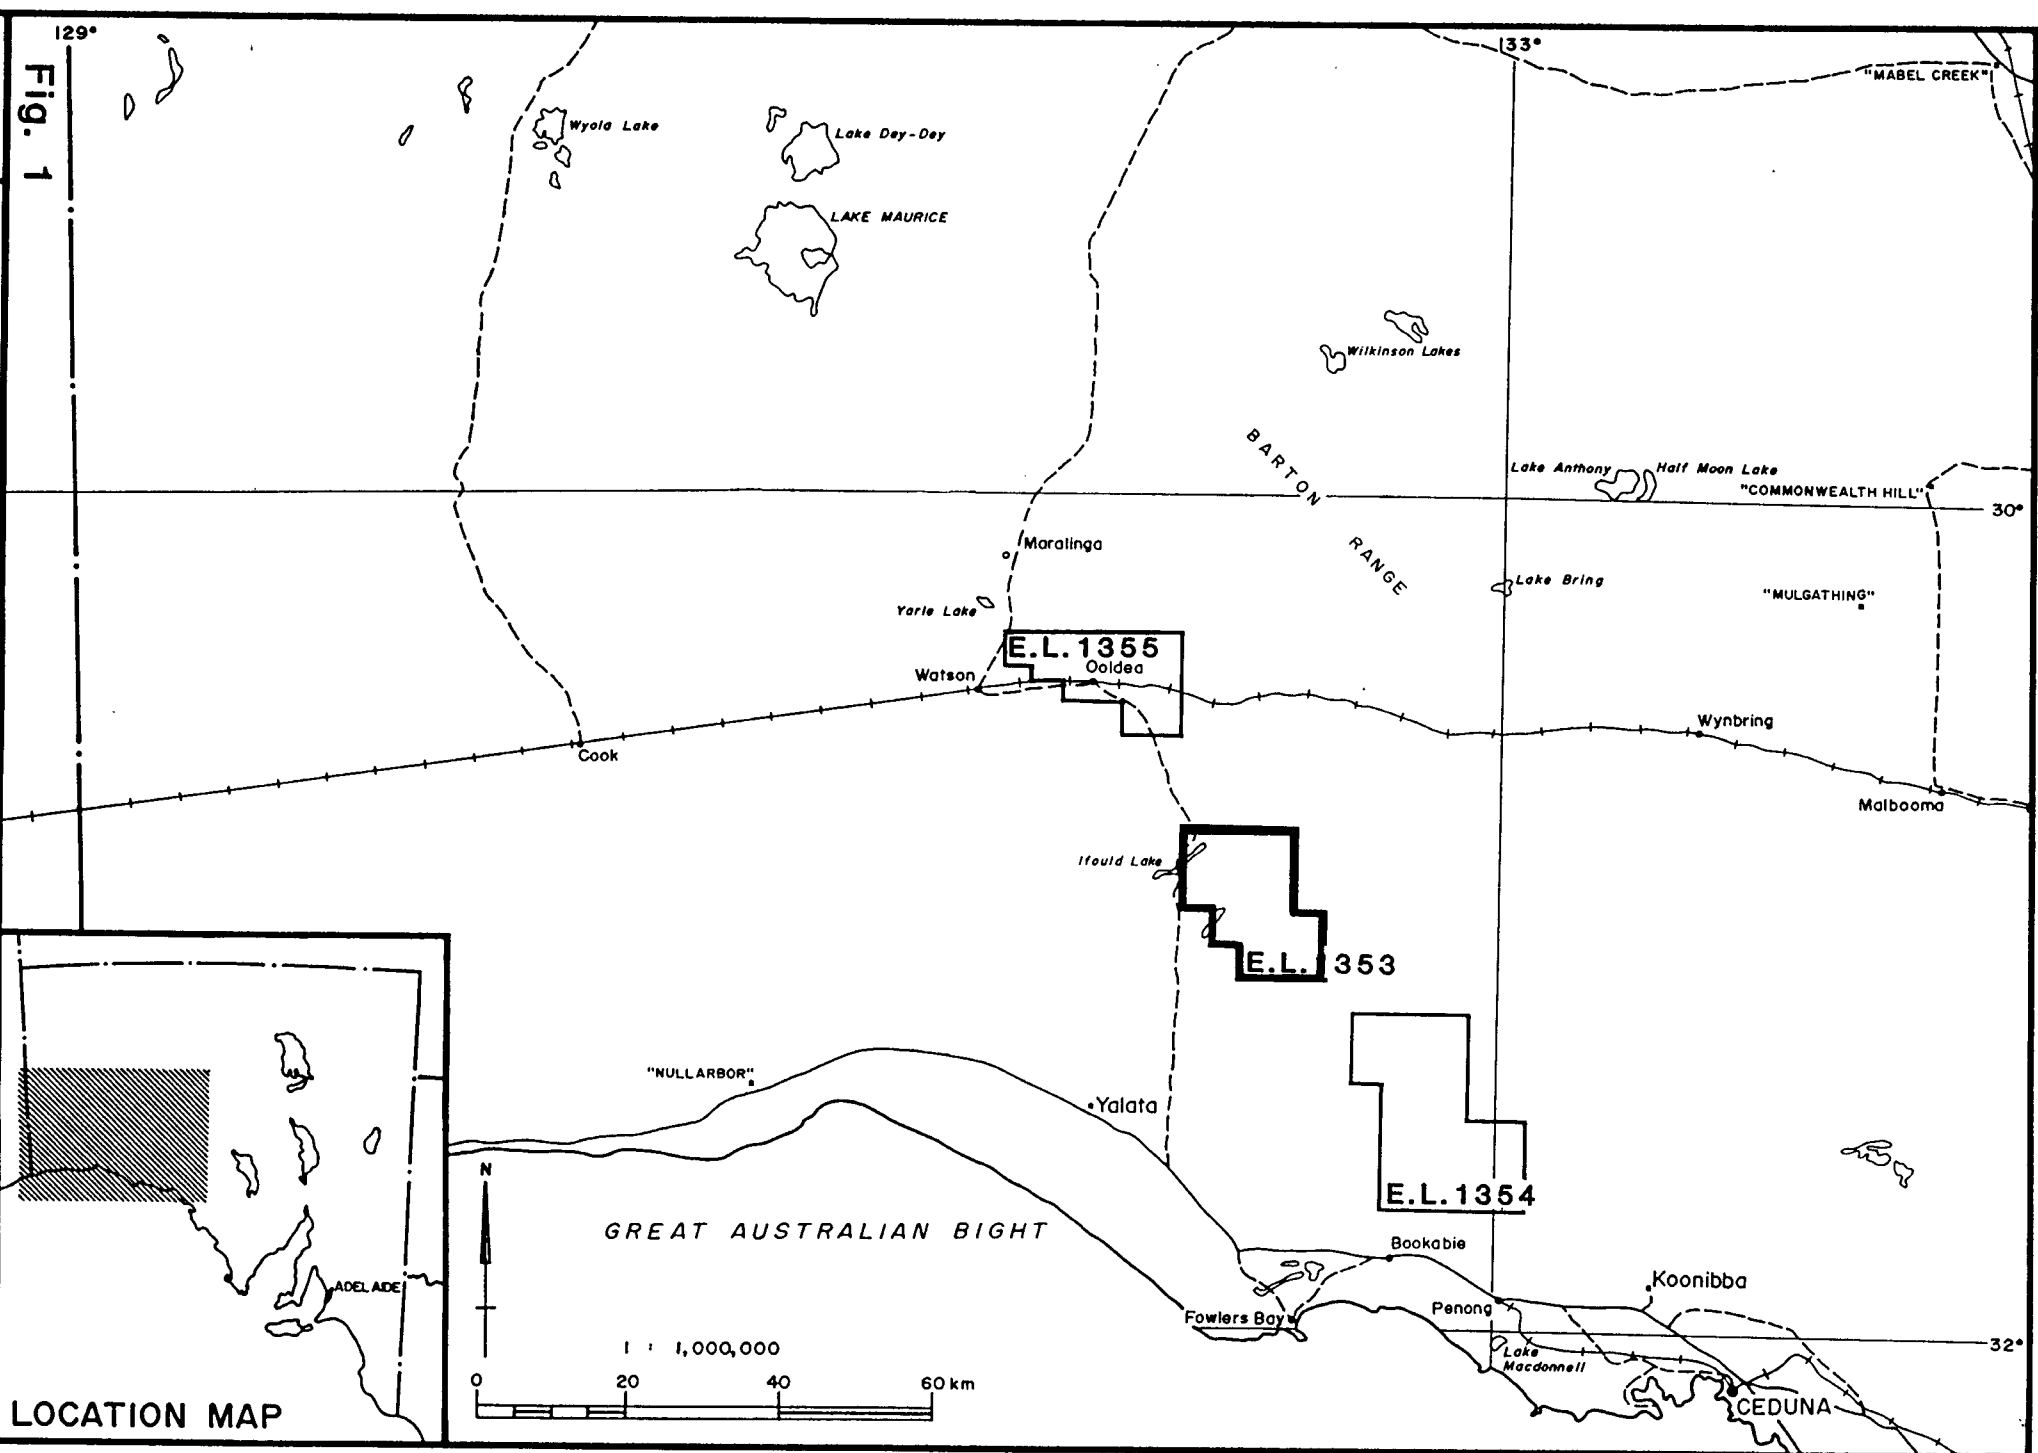 Fig. 1
129°
133°
"MABEL CREEK"
Wyola Lake
Lake Dey-Dey
LAKE MAURICE
Wilkinson Lakes
BARTON
RANGE
Lake Anthony
Half Moon Lake
"COMMONWEALTH HILL"
30°
Maralinga
Lake Bring
"MULGATHING"
Yarle Lake
E.L. 1355
Ooldea
Watson
Cook
Wynbring
Malbooma
Ifould Lake
E.L. 353
"NULLARBOR"
Yalata
N
E.L. 1354
GREAT AUSTRALIAN BIGHT
Bookabie
Koonibba
Penong
Fowlers Bay
32°
Lake
Macdonnell
CEDUNA
1 : 1,000,000
0 20 40 60 km
ADELAIDE
LOCATION MAP